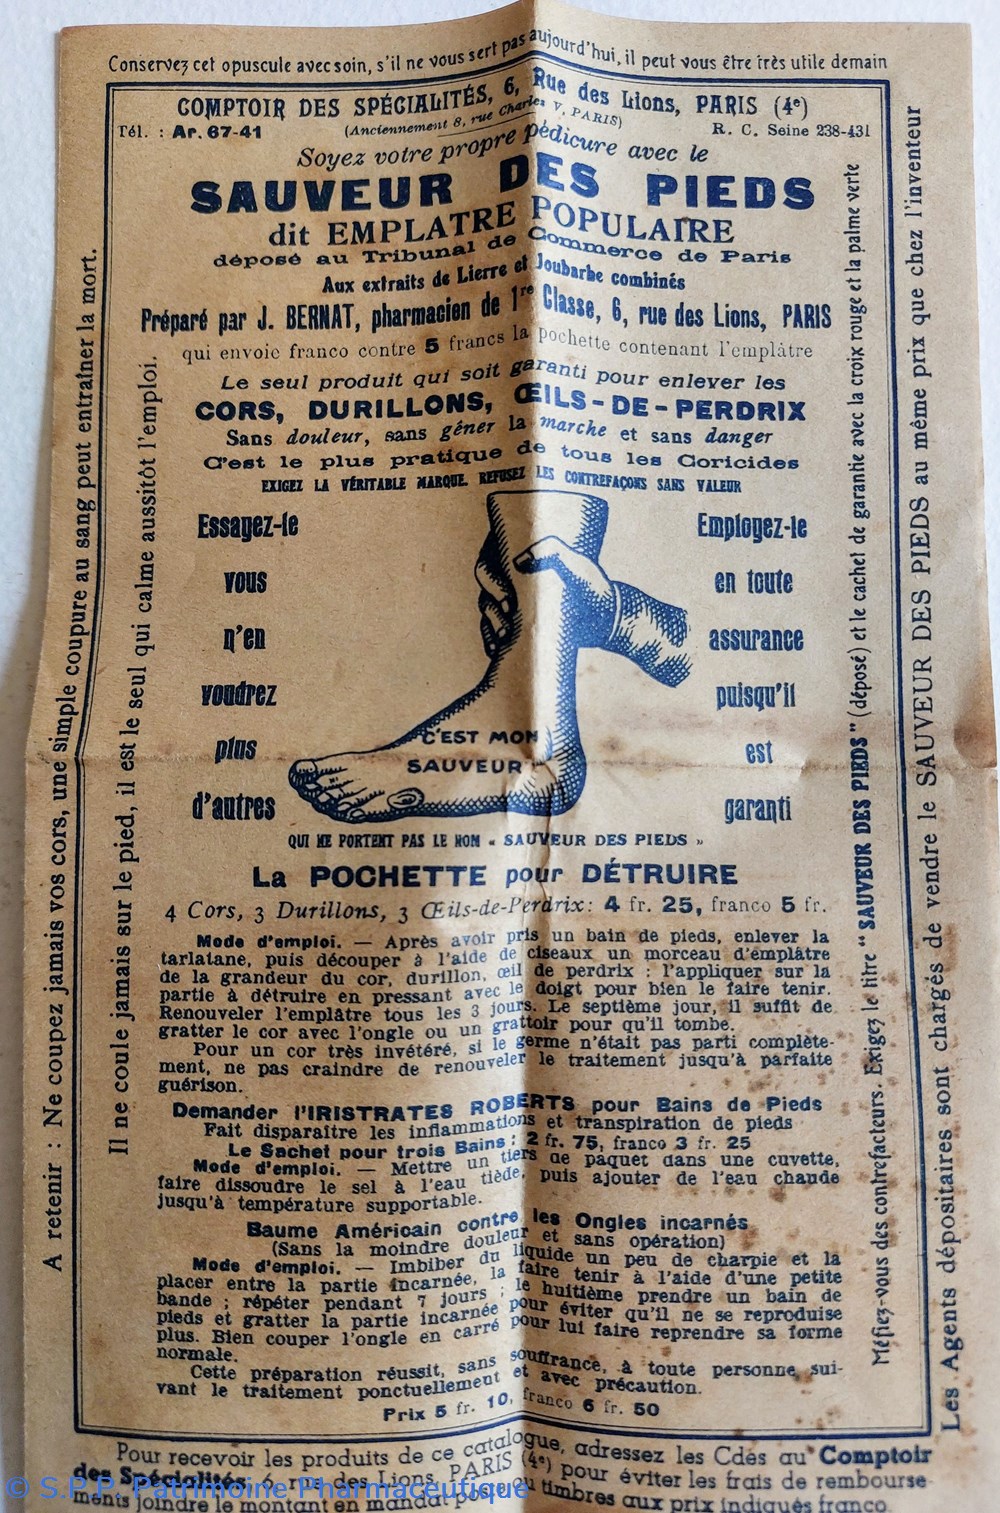 Conservez cet opuscule avec soin, s'il ne vous sert pas aujourd'hui, il peut vous être très utile demain
COMPTOIR DES SPÉCIALITÉS, 6, Rue des Lions, PARIS (4e)
Tél. : Ar. 67-41
(Anciennement 8, rue Charles V, PARIS)
R. C. Seine 238-431
Soyez votre propre pédicure avec le
SAUVEUR DES PIEDS
dit EMPLATRE POPULAIRE
déposé au Tribunal de Commerce de Paris
Aux extraits de Lierre et Joubarbe combinés
Préparé par J. BERNAT, pharmacien de 1re Classe, 6, rue des Lions, PARIS
qui envoie franco contre 5 francs la pochette contenant l'emplâtre
Le seul produit qui soit garanti pour enlever les
CORS, DURILLONS, ŒILS-DE-PERDRIX
Sans douleur, sans gêner la marche et sans danger
C'est le plus pratique de tous les Coricides
EXIGEZ LA VÉRITABLE MARQUE. REFUSEZ LES CONTREFAÇONS SANS VALEUR
Essayez-le
vous
n'en
voudrez
plus
d'autres
C'EST MON
SAUVEUR
Employez-le
en toute
assurance
puisqu'il
est
garanti
QUI NE PORTENT PAS LE NOM « SAUVEUR DES PIEDS »
La POCHETTE pour DÉTRUIRE
4 Cors, 3 Durillons, 3 Œils-de-Perdrix: 4 fr. 25, franco 5 fr.
Mode d'emploi. — Après avoir pris un bain de pieds, enlever la
tarlatane, puis découper à l'aide de ciseaux un morceau d'emplâtre
de la grandeur du cor, durillon, œil de perdrix : l'appliquer sur la
partie à détruire en pressant avec le doigt pour bien le faire tenir.
Renouveler l'emplâtre tous les 3 jours. Le septième jour, il suffit de
gratter le cor avec l'ongle ou un grattoir pour qu'il tombe.
Pour un cor très invétéré, si le germe n'était pas parti complète-
ment, ne pas craindre de renouveler le traitement jusqu'à parfaite
guérison.
Demander l'IRISTRATES ROBERTS pour Bains de Pieds
Fait disparaître les inflammations et transpiration de pieds
Le Sachet pour trois Bains : 2 fr. 75, franco 3 fr. 25
Mode d'emploi. — Mettre un tiers de paquet dans une cuvette,
faire dissoudre le sel à l'eau tiède, puis ajouter de l'eau chaude
jusqu'à température supportable.
Baume Américain contre les Ongles incarnés
(Sans la moindre douleur et sans opération)
Mode d'emploi. — Imbiber du liquide un peu de charpie et la
placer entre la partie incarnée, la faire tenir à l'aide d'une petite
bande ; répéter pendant 7 jours ; le huitième prendre un bain de
pieds et gratter la partie incarnée pour éviter qu'il ne se reproduise
plus. Bien couper l'ongle en carré pour lui faire reprendre sa forme
normale.
Cette préparation réussit, sans souffrance, à toute personne sui-
vant le traitement ponctuellement et avec précaution.
Prix 5 fr. 10, franco 6 fr. 50
A retenir : Ne coupez jamais vos cors, une simple coupure au sang peut entraîner la mort.
Il ne coule jamais sur le pied, il est le seul qui calme aussitôt l'emploi.
Méfiez-vous des contrefacteurs. Exigez le titre "SAUVEUR DES PIEDS" (déposé) et le cachet de garantie avec la croix rouge et la palme verte
Les Agents dépositaires sont chargés de vendre le SAUVEUR DES PIEDS au même prix que chez l'inventeur
Pour recevoir les produits de ce catalogue, adressez les Cdes au Comptoir
des Spécialités, 6, rue des Lions, PARIS (4e) pour éviter les frais de rembourse-
ments joindre le montant en mandat-poste ou timbres aux prix indiqués franco.
© S.P.P. Patrimoine Pharmaceutique